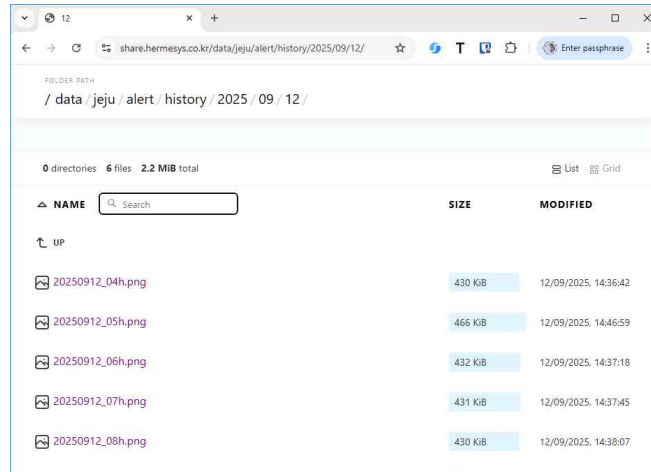 12
share.hermesys.co.kr/data/jeju/alert/history/2025/09/12/
T
Enter passphrase
FOLDER PATH
/ data / jeju / alert / history / 2025 / 09 / 12 /
0 directories 6 files 2.2 MiB total
List Grid
NAME Search SIZE MODIFIED
UP
20250912_04h.png 430 KiB 12/09/2025, 14:36:42
20250912_05h.png 466 KiB 12/09/2025, 14:46:59
20250912_06h.png 432 KiB 12/09/2025, 14:37:18
20250912_07h.png 431 KiB 12/09/2025, 14:37:45
20250912_08h.png 430 KiB 12/09/2025, 14:38:07